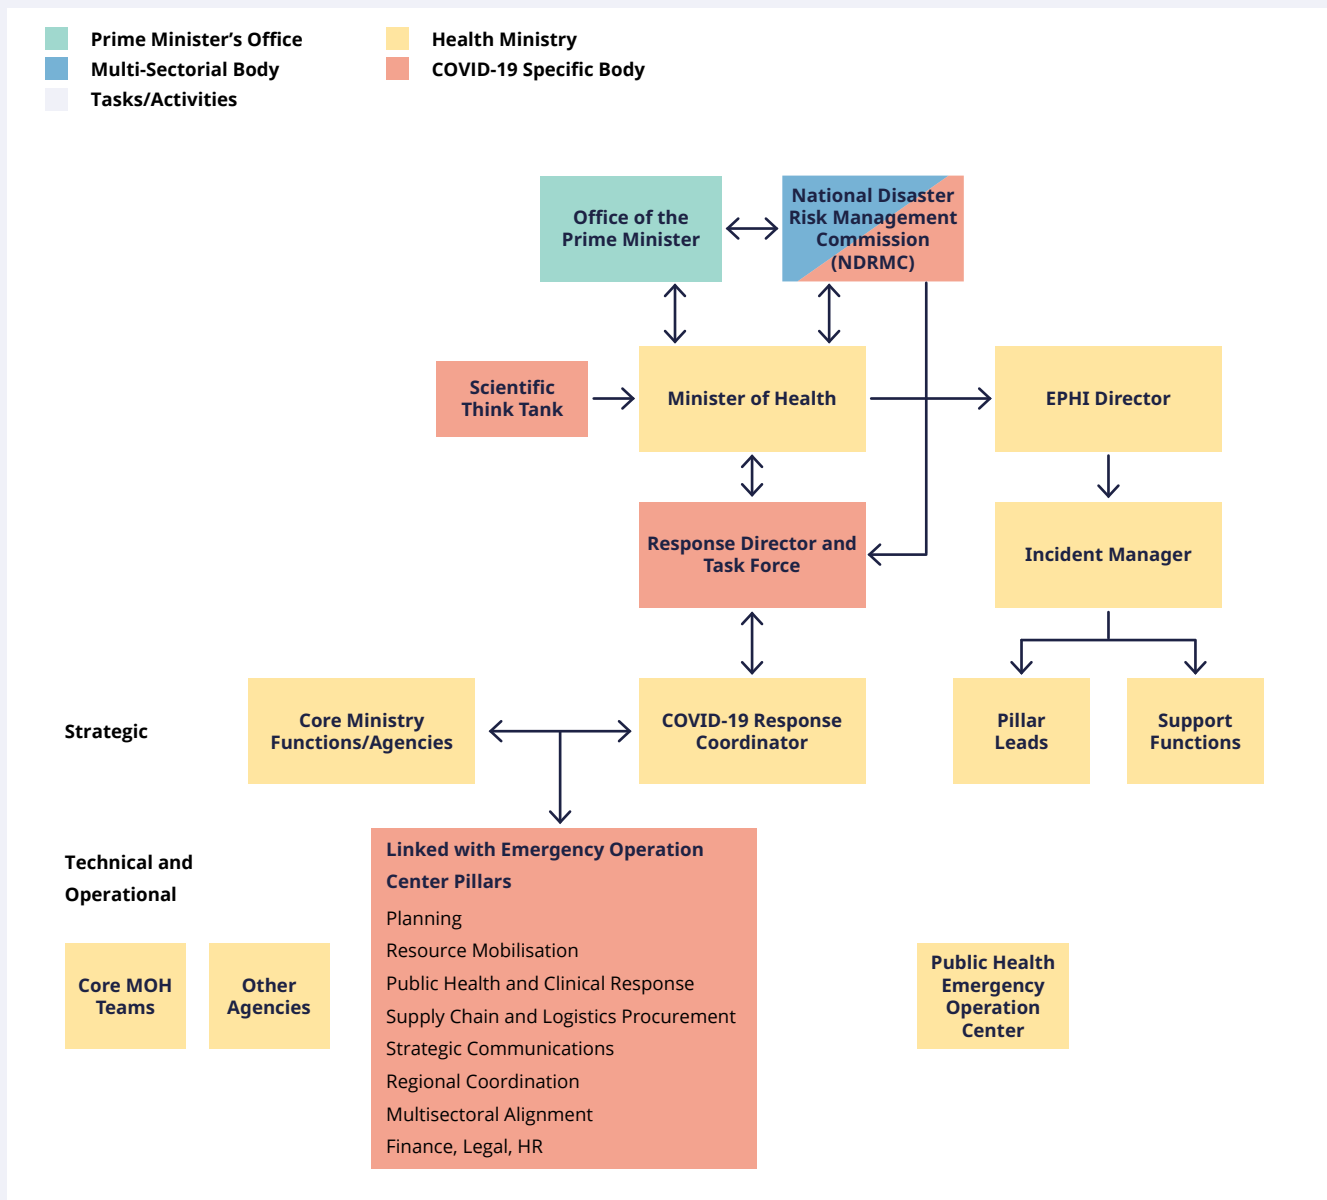 Prime Minister’s Office
Multi-Sectorial Body
Tasks/Activities
Health Ministry
COVID-19 Specific Body
Office of the
Prime Minister
National Disaster
Risk Management
Commission
(NDRMC)
Scientific
Think Tank
Minister of Health
EPHI Director
Response Director and
Task Force
Incident Manager
Strategic
Core Ministry
Functions/Agencies
COVID-19 Response
Coordinator
Pillar
Leads
Support
Functions
Technical and
Operational
Core MOH
Teams
Other
Agencies
Linked with Emergency Operation
Center Pillars
Planning
Resource Mobilisation
Public Health and Clinical Response
Supply Chain and Logistics Procurement
Strategic Communications
Regional Coordination
Multisectoral Alignment
Finance, Legal, HR
Public Health
Emergency
Operation
Center